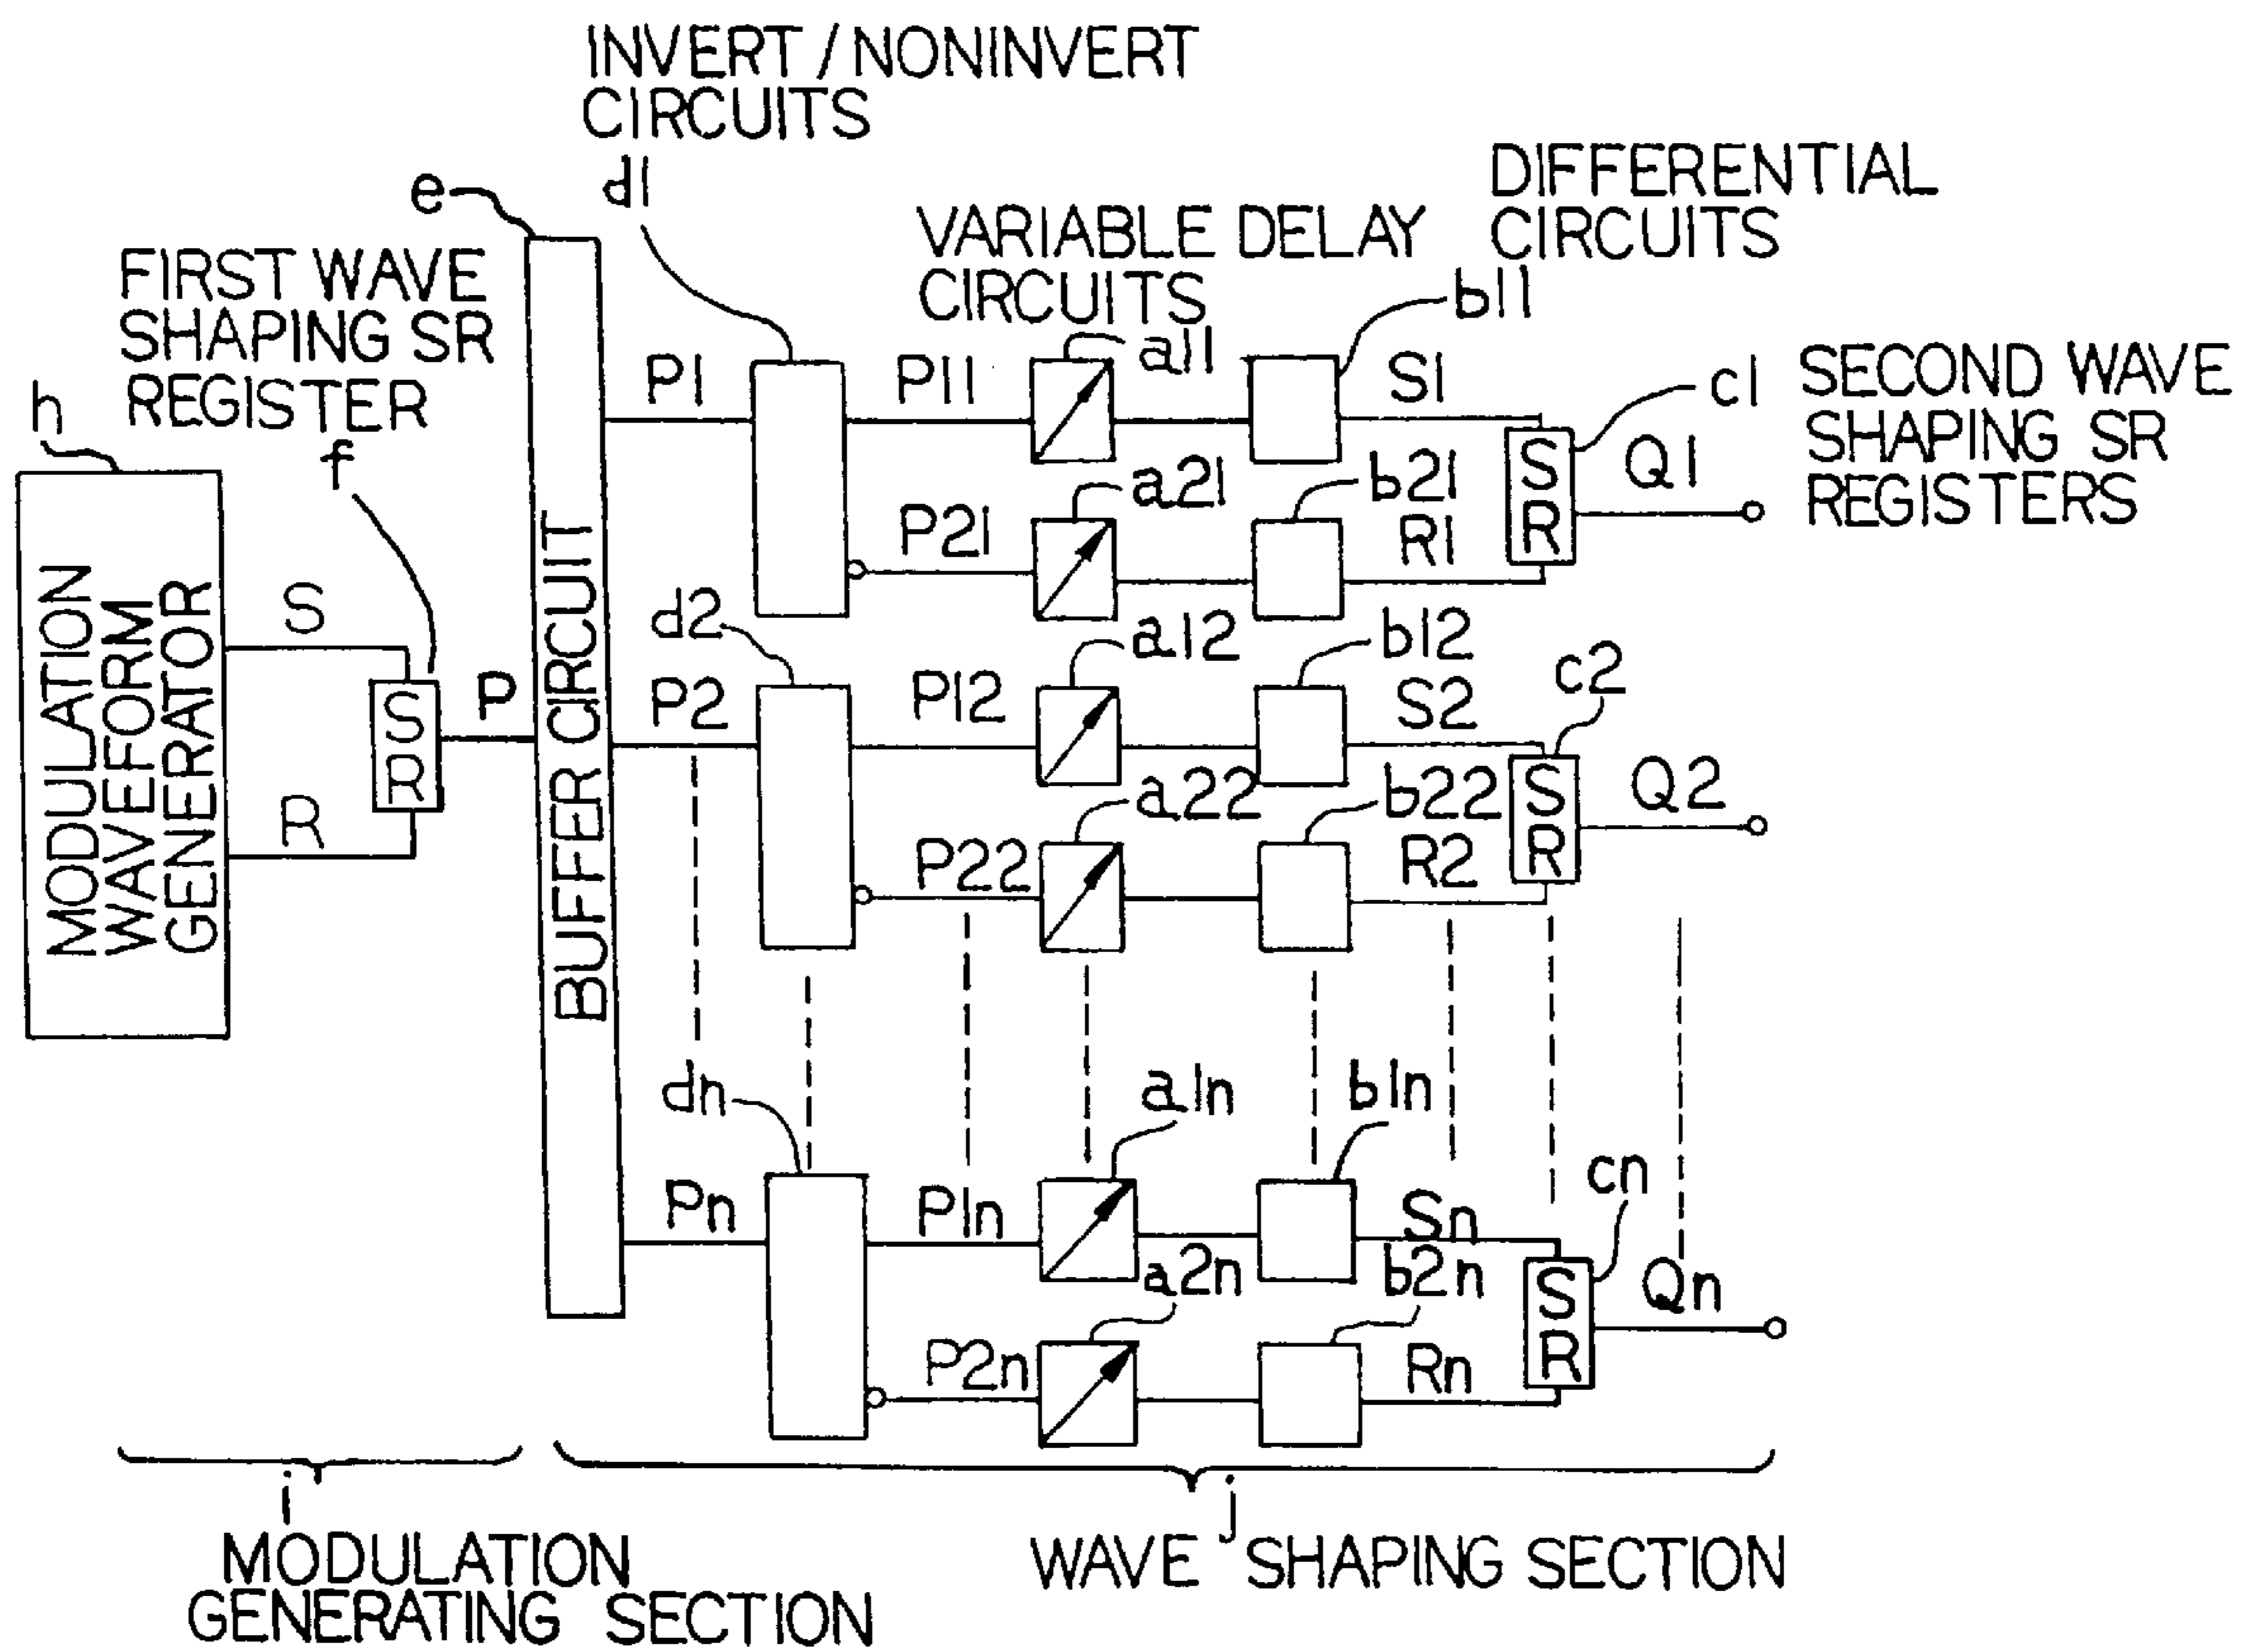 INVERT / NONINVERT
CIRCUITS
d1
e
DIFFERENTIAL
CIRCUITS
VARIABLE DELAY
CIRCUITS
b11
FIRST WAVE
SHAPING SR
REGISTER
h
f
P1
P11
a11
S1
c1
SECOND WAVE
SHAPING SR
REGISTERS
S
R
Q1
P21
a21
b21
R1
MODULATION
WAVEFORM
GENERATOR
S
R
S
R
P
BUFFER CIRCUIT
d2
P2
P12
a12
b12
S2
c2
S
R
Q2
P22
a22
b22
R2
dn
Pn
P1n
a1n
b1n
Sn
cn
S
R
Qn
P2n
a2n
b2n
Rn
i
MODULATION
GENERATING SECTION
j
WAVE SHAPING SECTION